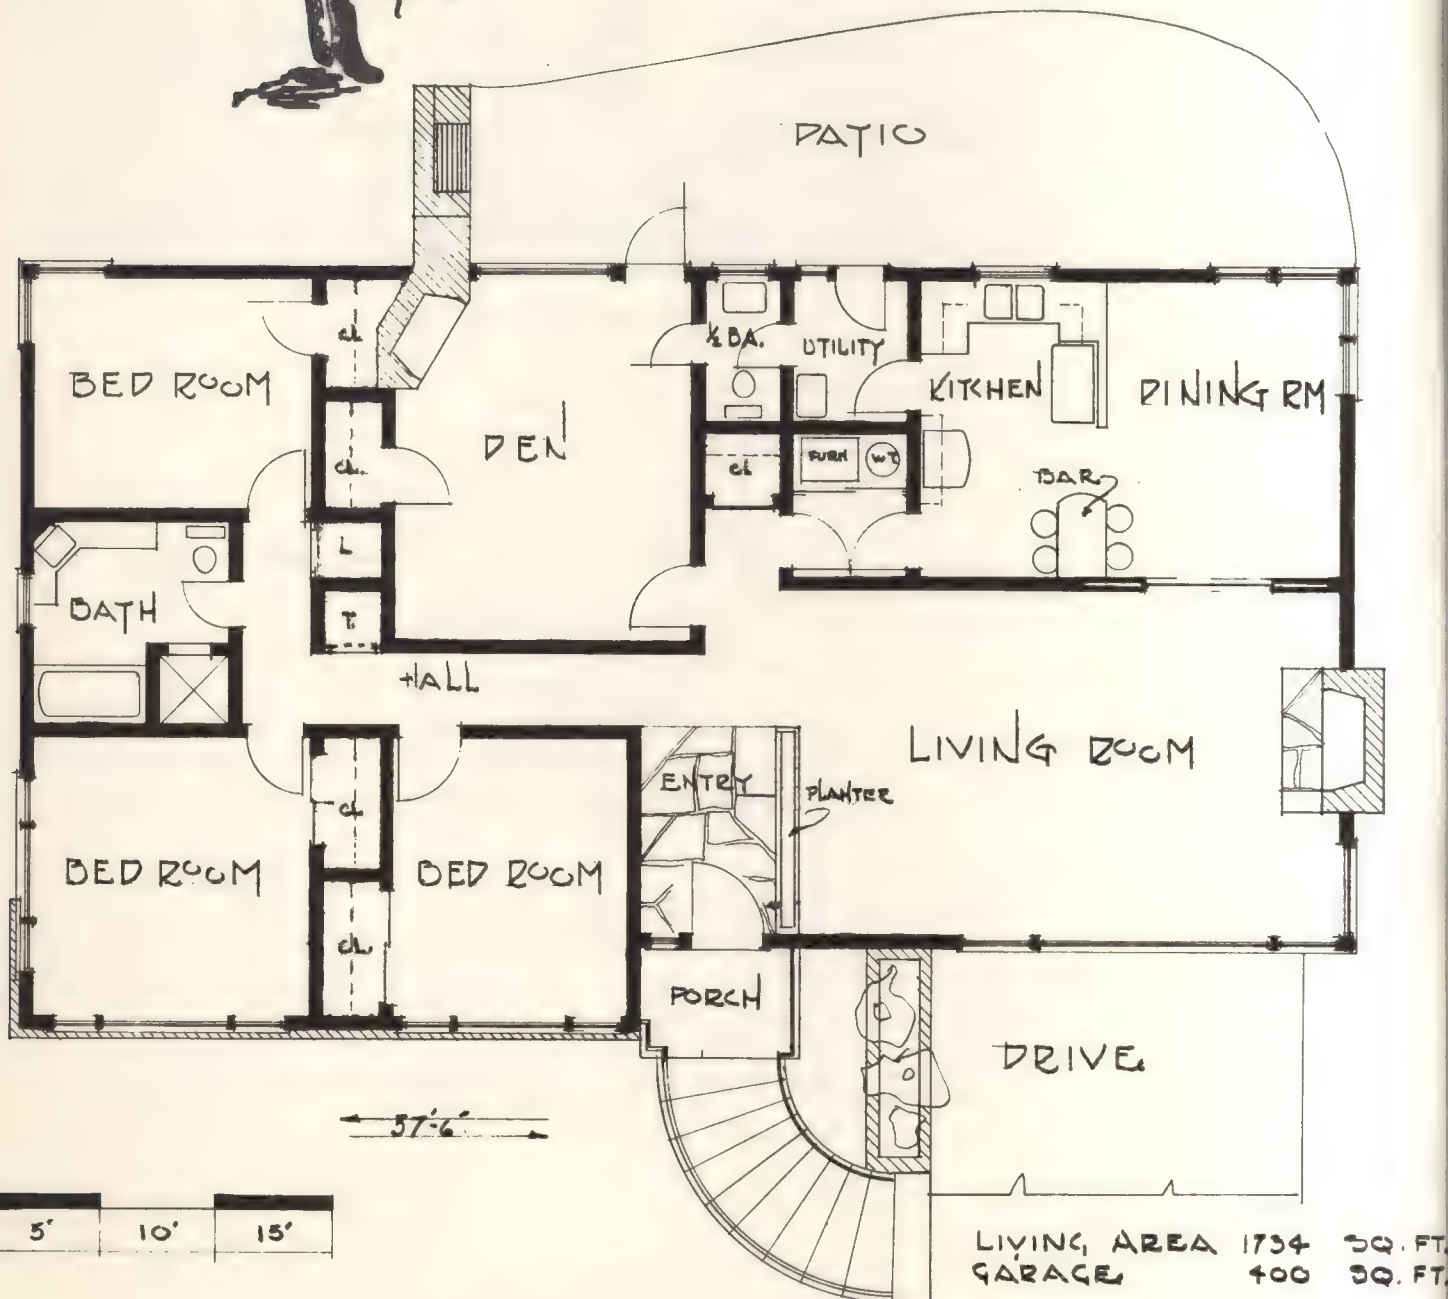 PATIO
CL
½ BA.
UTILITY
BED ROOM
KITCHEN
DINING RM
DEN
CL.
CL
FURN
WT.
BAR
L
BATH
T.
HALL
LIVING ROOM
ENTRY
PLANTER
CL
BED ROOM
BED ROOM
CL.
PORCH
DRIVE
57'-6"
5'
10'
15'
LIVING AREA 1734 SQ. FT.
GARAGE 400 SQ. FT.